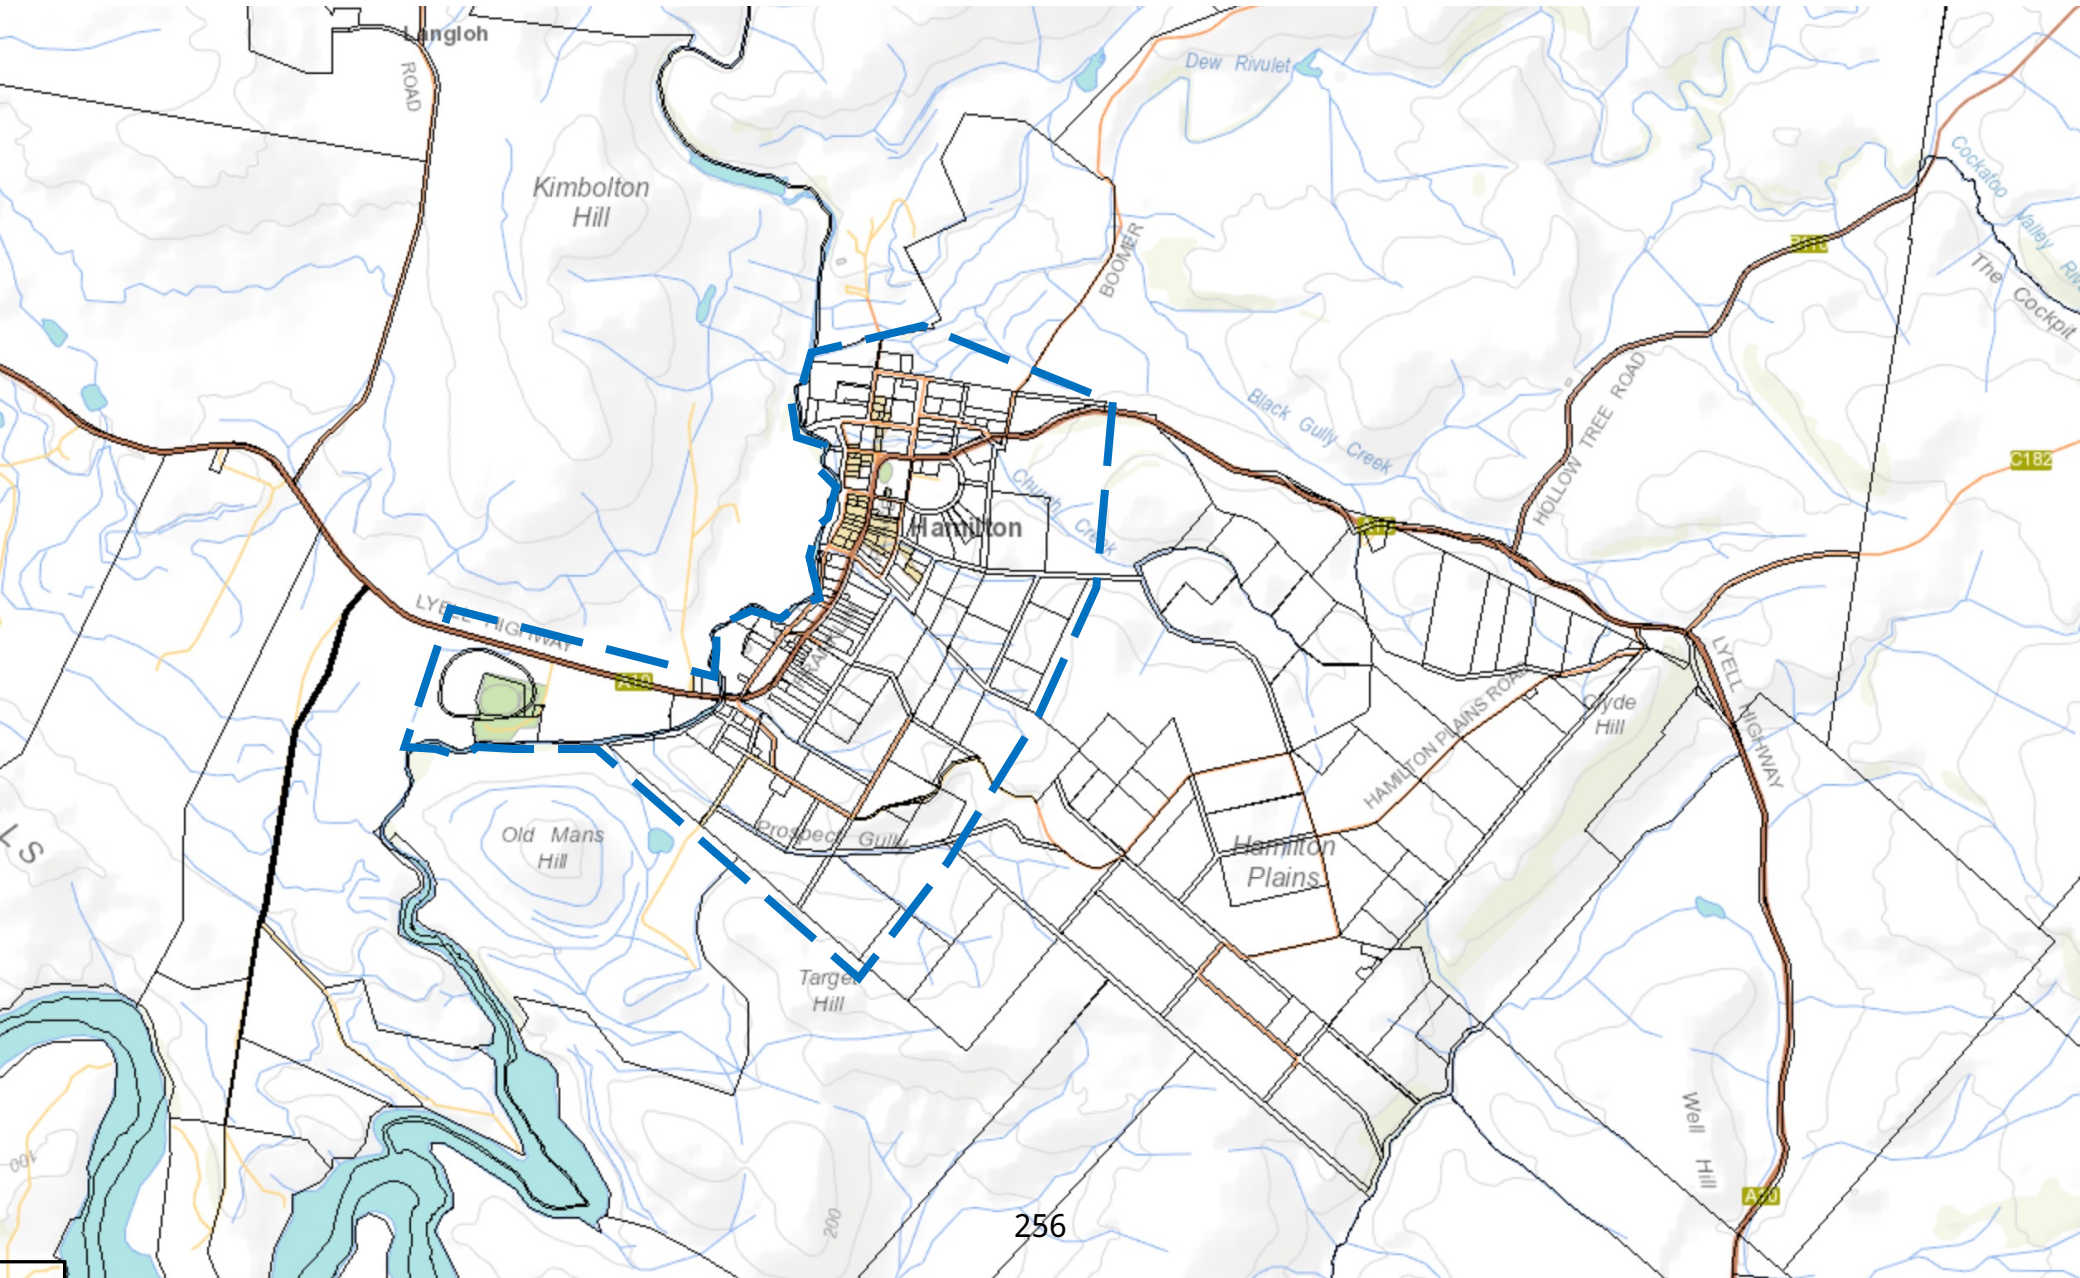 Langloh
ROAD
Dew Rivulet
Cockatoo Valley
Kimbolton
Hill
BOOMER
B110
The Cockpit
HOLLOW TREE ROAD
Black Gully Creek
C182
Church Creek
Hamilton
LYELL HIGHWAY
A10
HAMILTON PLAINS ROAD
Clyde
Hill
LYELL HIGHWAY
Old Mans
Hill
Prospect Gully
Hamilton
Plains
L S
Target
Hill
Well Hill
100
200
A10
256